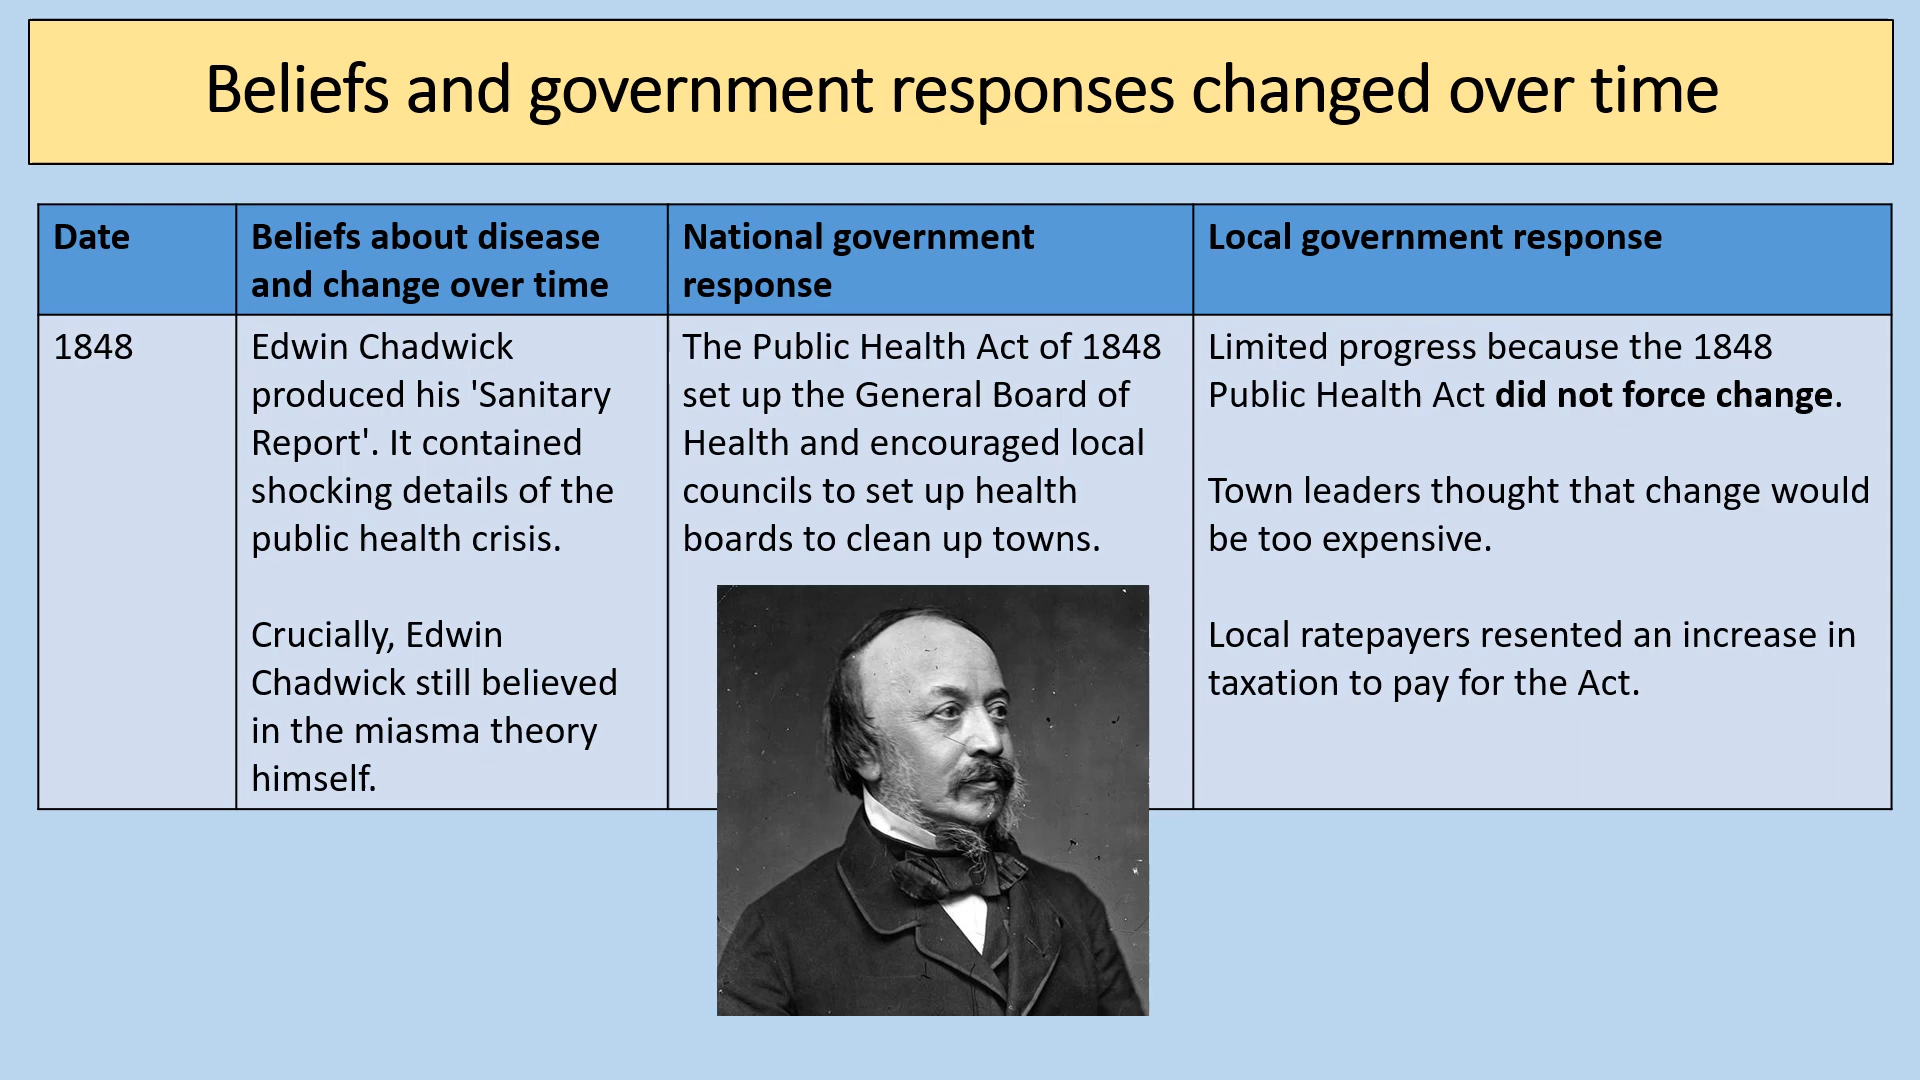 Beliefs and government responses changed over time
Date
Beliefs about disease
and change over time
National government
response
Local government response
1848
Edwin Chadwick
produced his 'Sanitary
Report'. It contained
shocking details of the
public health crisis.
Crucially, Edwin
Chadwick still believed
in the miasma theory
himself.
The Public Health Act of 1848
set up the General Board of
Health and encouraged local
councils to set up health
boards to clean up towns.
Limited progress because the 1848
Public Health Act did not force change.
Town leaders thought that change would
be too expensive.
Local ratepayers resented an increase in
taxation to pay for the Act.